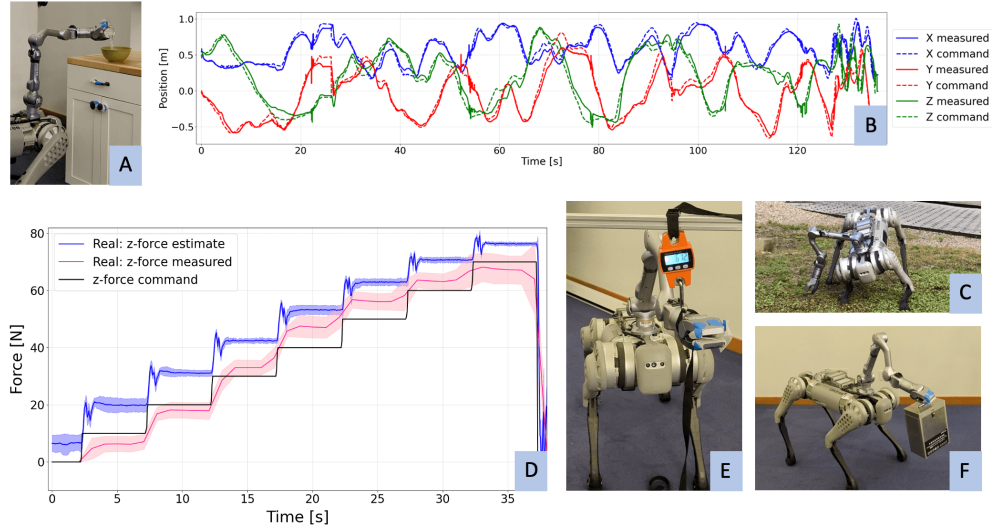 A
1.0
0.5
0.0
−0.5
0 20 40 60 80 100 120
Position [m]
Time [s]
B
X measured
X command
Y measured
Y command
Z measured
Z command
80
60
40
20
0
0 5 10 15 20 25 30 35
Force [N]
Time [s]
Real: z-force estimate
Real: z-force measured
z-force command
D
E
C
F